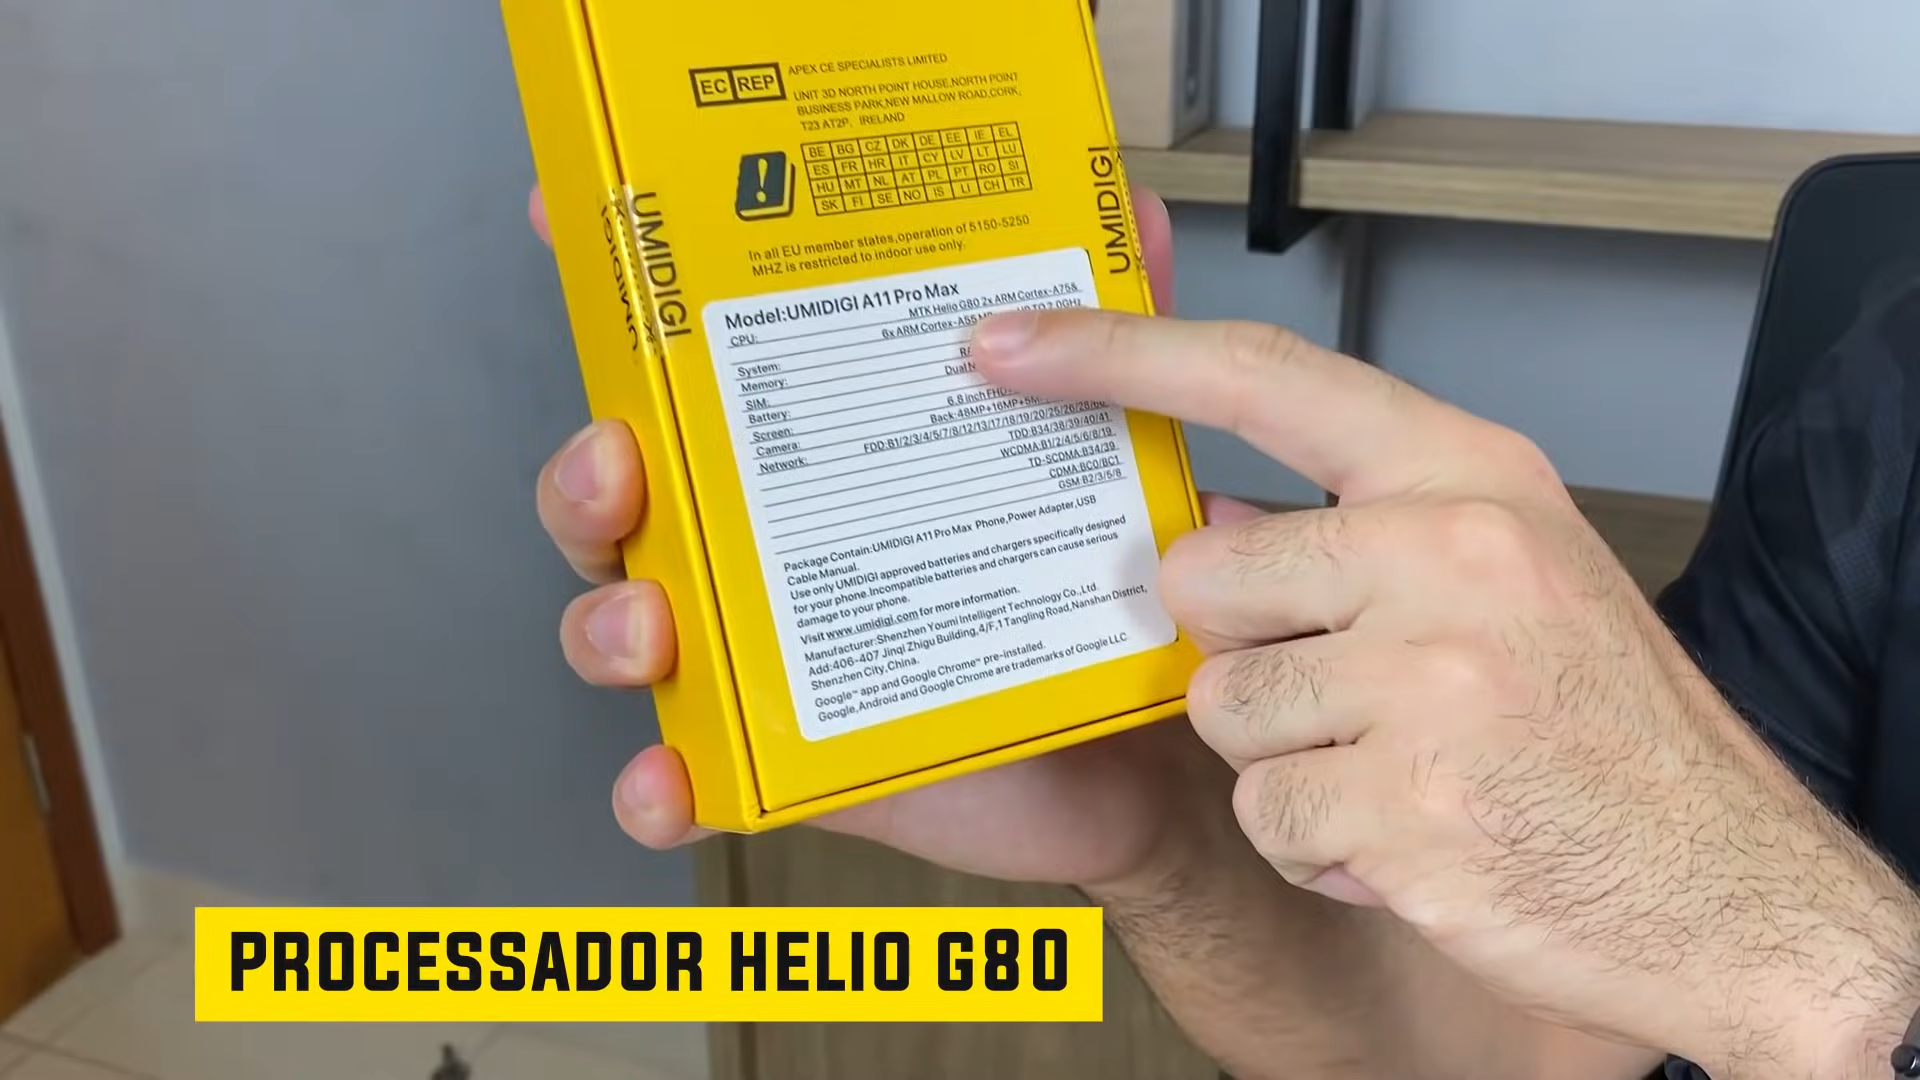 EC REP
APEX CE SPECIALISTS LIMITED
UNIT 3D NORTH POINT HOUSE,NORTH POINT
BUSINESS PARK,NEW MALLOW ROAD,CORK,
T23 AT2P, IRELAND
BE BG CZ DK DE EE IE EL
ES FR HR IT CY LV LT LU
HU MT NL AT PL PT RO SI
SK FI SE NO IS LI CH TR
In all EU member states,operation of 5150-5250
MHZ is restricted to indoor use only.
UMIDIGI
UMIDIGI
UMIDIGI
Model:UMIDIGI A11 Pro Max
CPU: MTK Helio G80 2x ARM Cortex-A75&
6x ARM Cortex-A55
System:
Memory:
SIM: Dual
Battery:
Screen: 6.8 inch FHD+
Camera: Back:48MP+16MP+5M
Network: FDD:B1/2/3/4/5/7/8/12/13/17/18/19/20/25/26/28/66
TDD:B34/38/39/40/41
WCDMA:B1/2/4/5/6/8/19
TD-SCDMA:B34/39
CDMA:BC0/BC1
GSM:B2/3/5/8
Package Contain:UMIDIGI A11 Pro Max Phone,Power Adapter,USB
Cable Manual.
Use only UMIDIGI approved batteries and chargers specifically designed
for your phone.Incompatible batteries and chargers can cause serious
damage to your phone.
Visit www.umidigi.com for more information.
Manufacturer:Shenzhen Youmi Intelligent Technology Co.,Ltd.
Add:406-407 Jinqi Zhigu Building,4/F,1 Tangling Road,Nanshan District,
Shenzhen City,China.
Google™ app and Google Chrome™ pre-installed.
Google,Android and Google Chrome are trademarks of Google LLC
PROCESSADOR HELIO G80